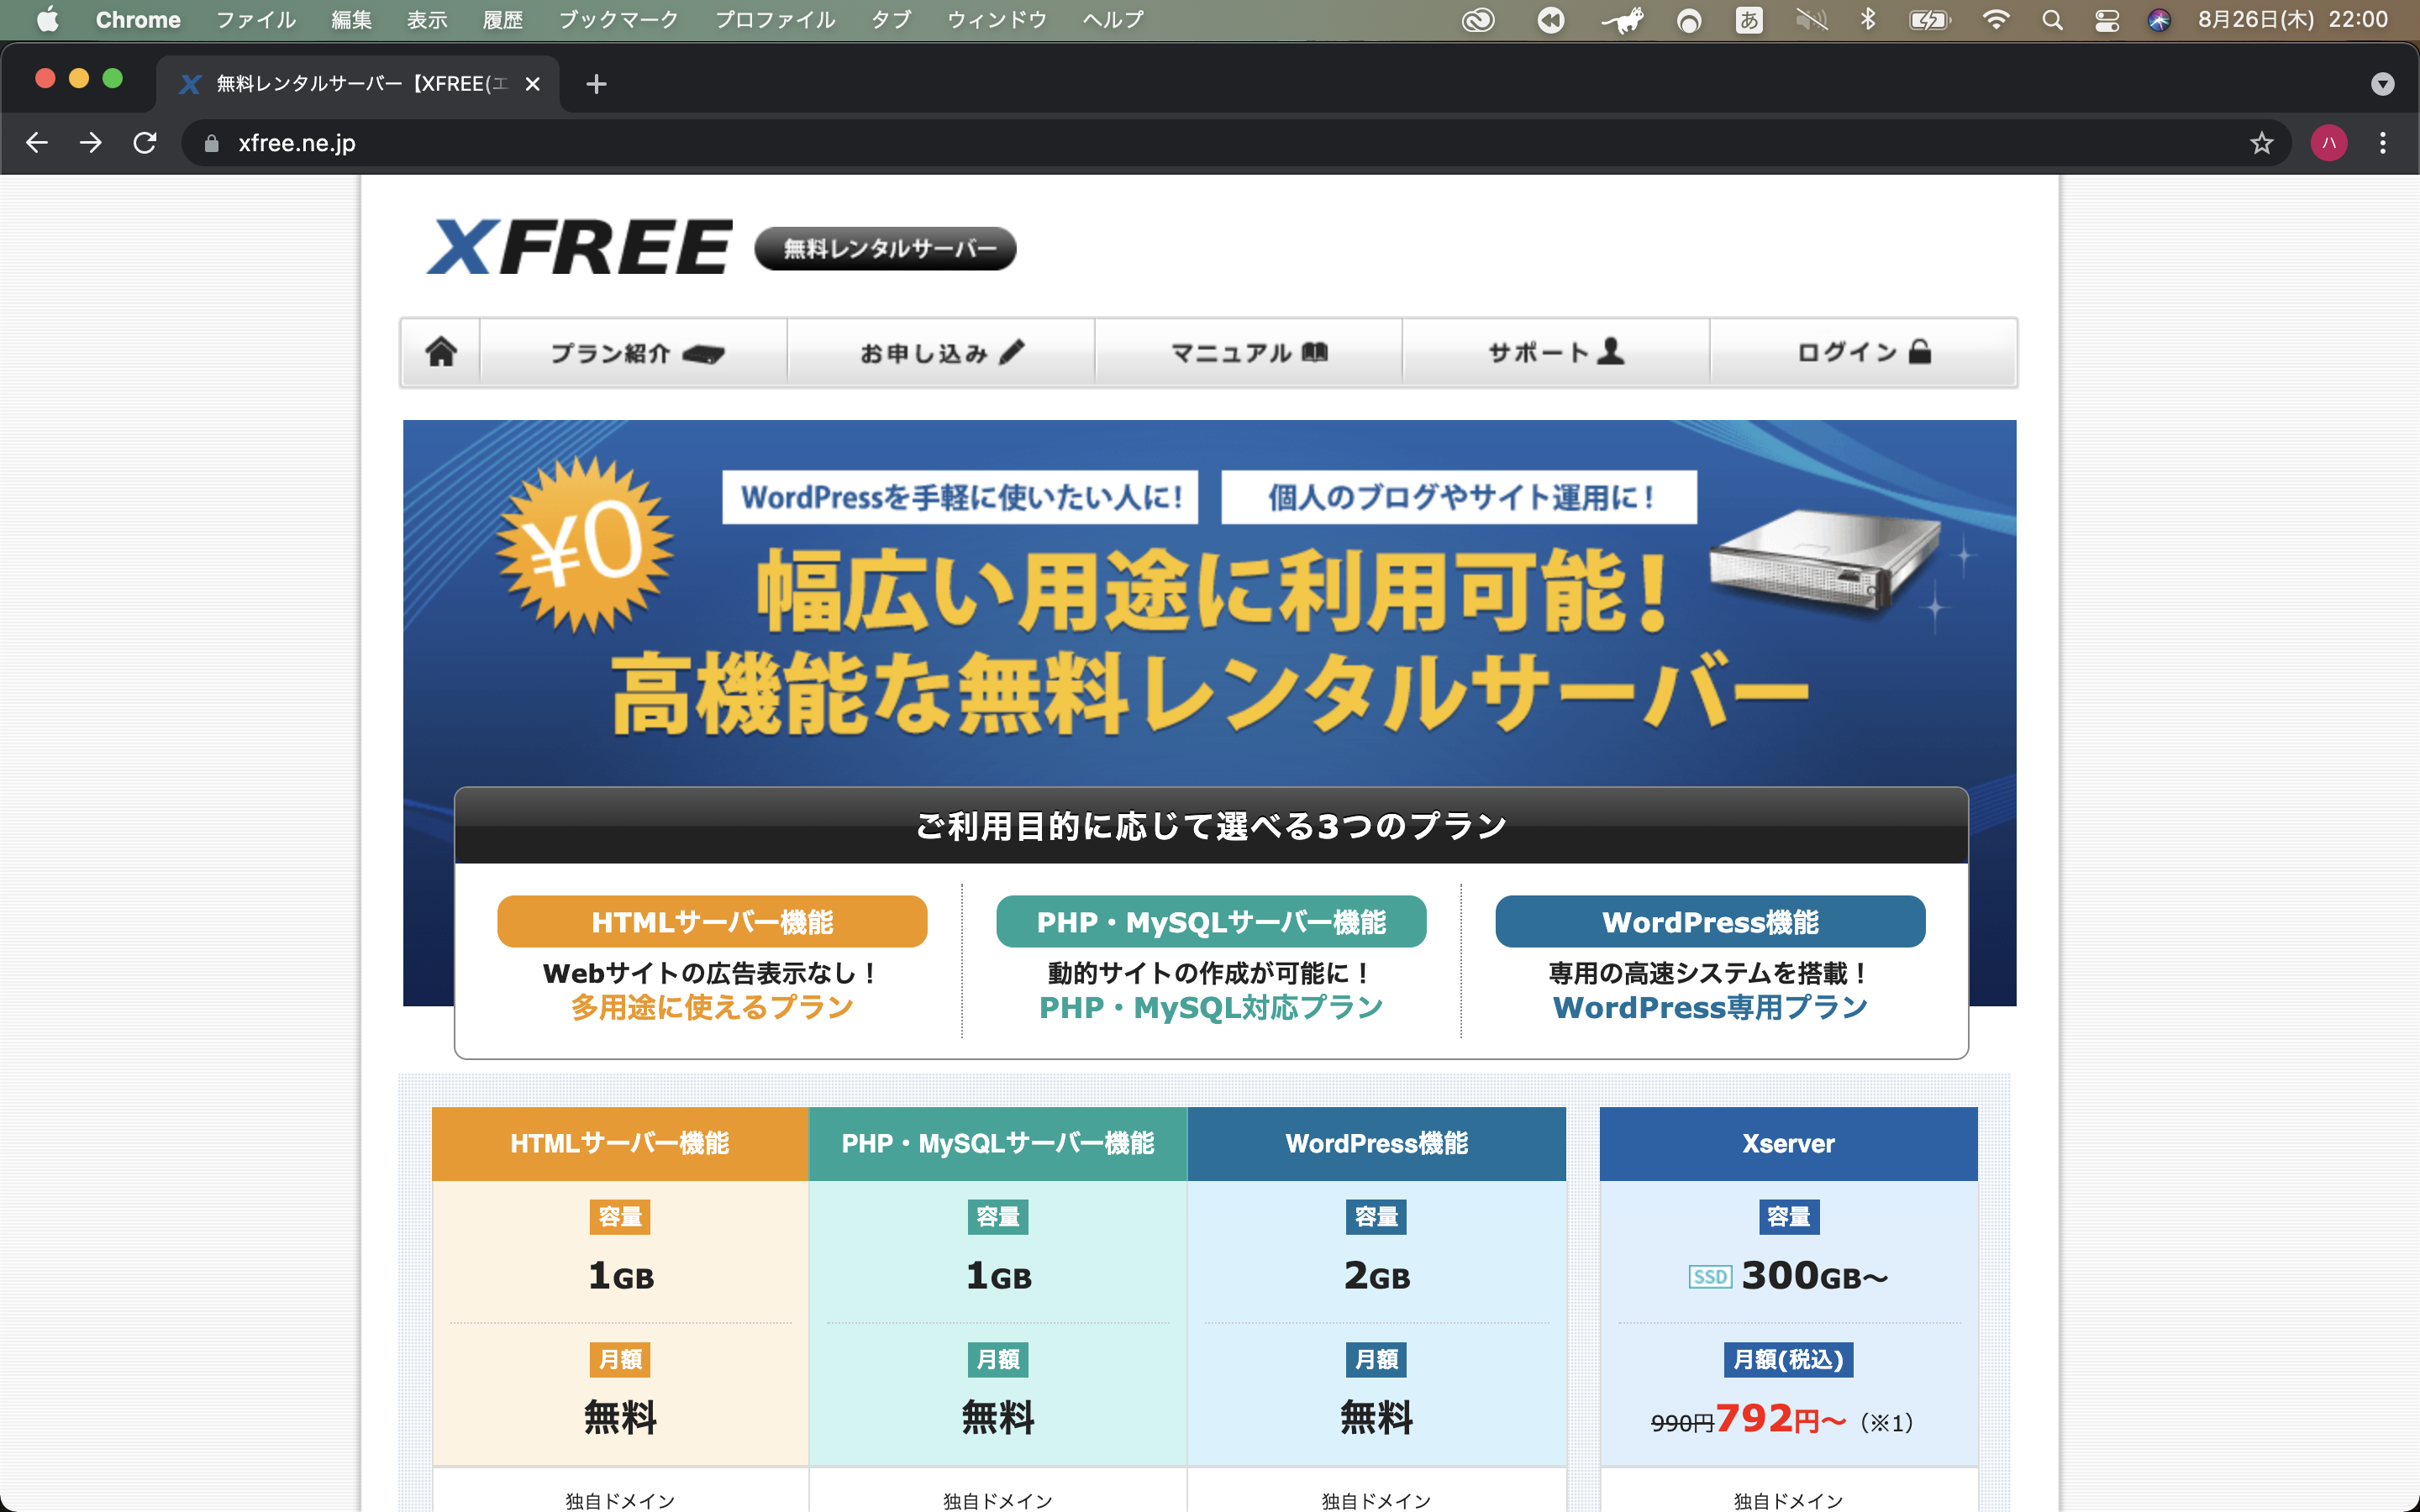 Chrome ファイル 編集 表示 履歴 ブックマーク プロファイル タブ ウィンドウ ヘルプ あ 8月26日(木) 22:00
無料レンタルサーバー【XFREE(エ
xfree.ne.jp ハ
XFREE 無料レンタルサーバー
プラン紹介 お申し込み マニュアル サポート ログイン
¥0
WordPressを手軽に使いたい人に! 個人のブログやサイト運用に!
幅広い用途に利用可能!
高機能な無料レンタルサーバー
ご利用目的に応じて選べる3つのプラン
HTMLサーバー機能 PHP・MySQLサーバー機能 WordPress機能
Webサイトの広告表示なし! 動的サイトの作成が可能に! 専用の高速システムを搭載!
多用途に使えるプラン PHP・MySQL対応プラン WordPress専用プラン
HTMLサーバー機能 PHP・MySQLサーバー機能 WordPress機能 Xserver
容量 容量 容量 容量
1GB 1GB 2GB SSD 300GB〜
月額 月額 月額 月額(税込)
無料 無料 無料 990円792円〜(※1)
独自ドメイン 独自ドメイン 独自ドメイン 独自ドメイン